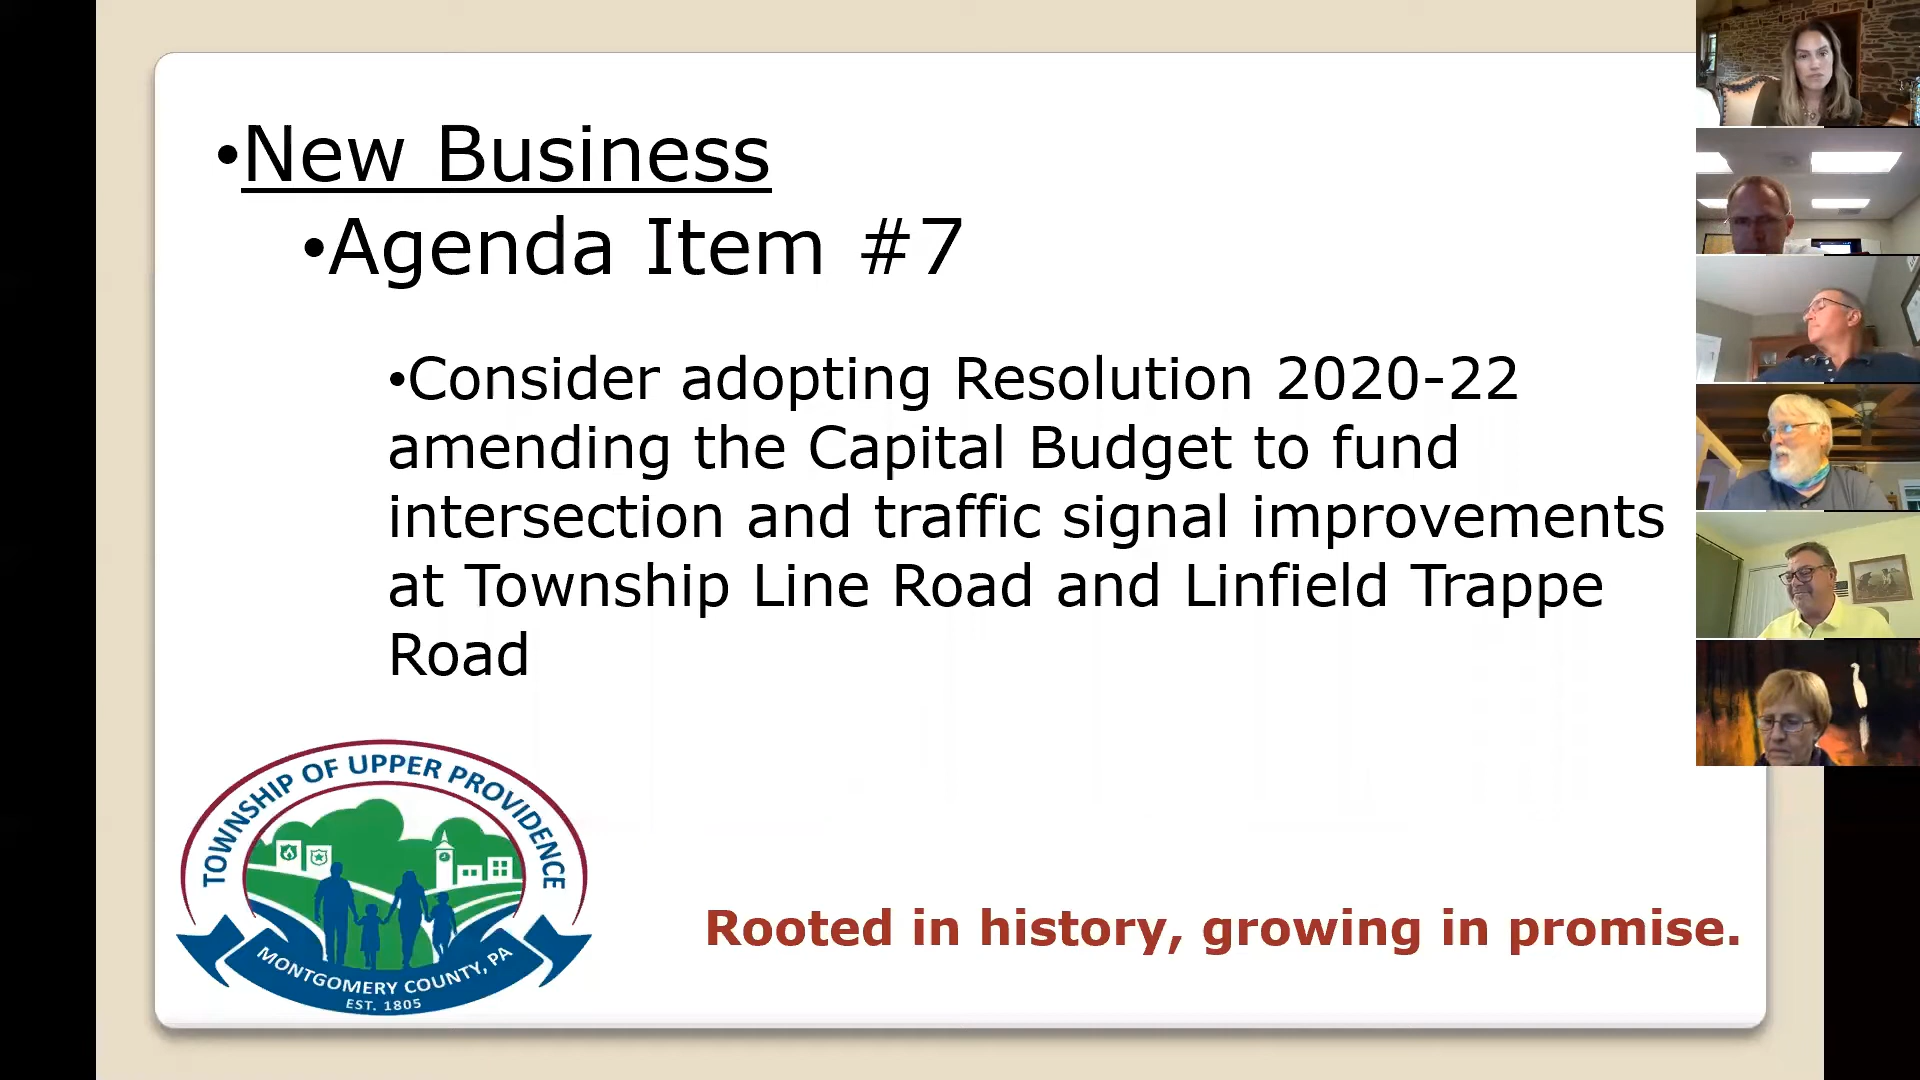 •New Business
•Agenda Item #7
•Consider adopting Resolution 2020-22
amending the Capital Budget to fund
intersection and traffic signal improvements
at Township Line Road and Linfield Trappe
Road
TOWNSHIP OF UPPER PROVIDENCE
MONTGOMERY COUNTY, PA
EST. 1805
Rooted in history, growing in promise.